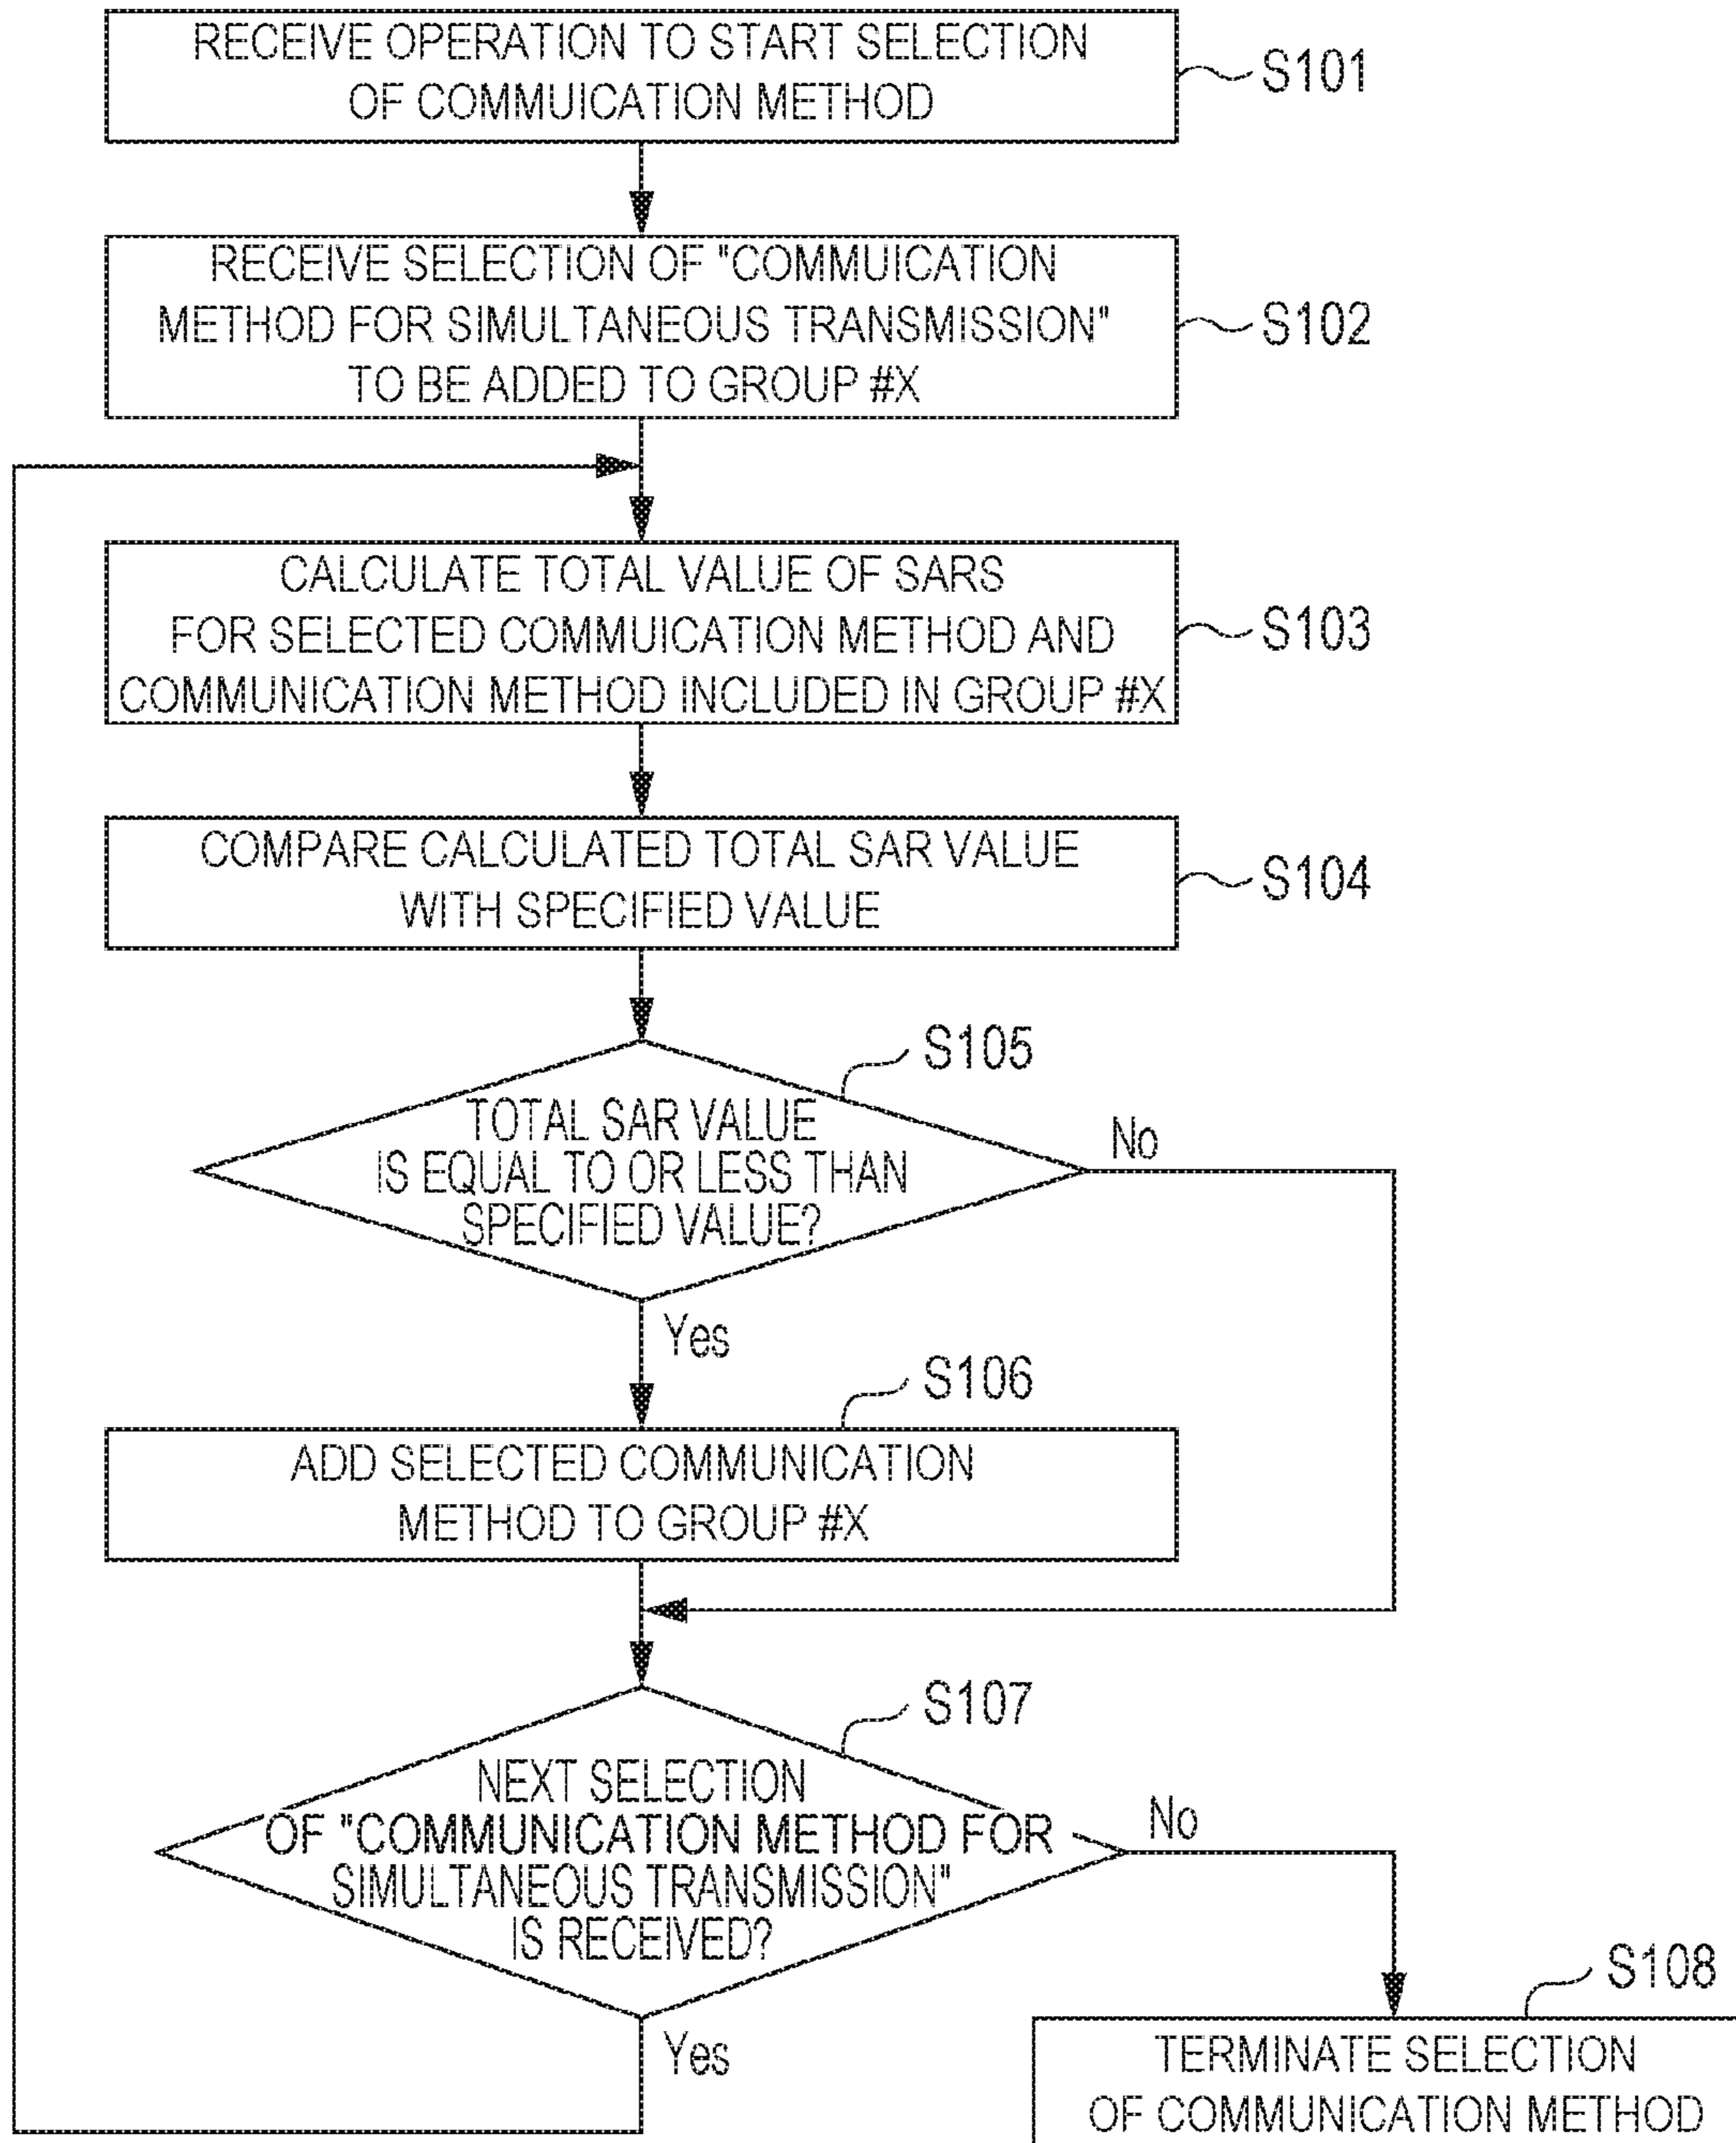 RECEIVE OPERATION TO START SELECTION
OF COMMUICATION METHOD
S101
RECEIVE SELECTION OF "COMMUICATION
METHOD FOR SIMULTANEOUS TRANSMISSION"
TO BE ADDED TO GROUP #X
S102
CALCULATE TOTAL VALUE OF SARS
FOR SELECTED COMMUICATION METHOD AND
COMMUNICATION METHOD INCLUDED IN GROUP #X
S103
COMPARE CALCULATED TOTAL SAR VALUE
WITH SPECIFIED VALUE
S104
S105
TOTAL SAR VALUE
IS EQUAL TO OR LESS THAN
SPECIFIED VALUE?
No
Yes
S106
ADD SELECTED COMMUNICATION
METHOD TO GROUP #X
S107
NEXT SELECTION
OF "COMMUNICATION METHOD FOR
SIMULTANEOUS TRANSMISSION"
IS RECEIVED?
No
Yes
S108
TERMINATE SELECTION
OF COMMUNICATION METHOD